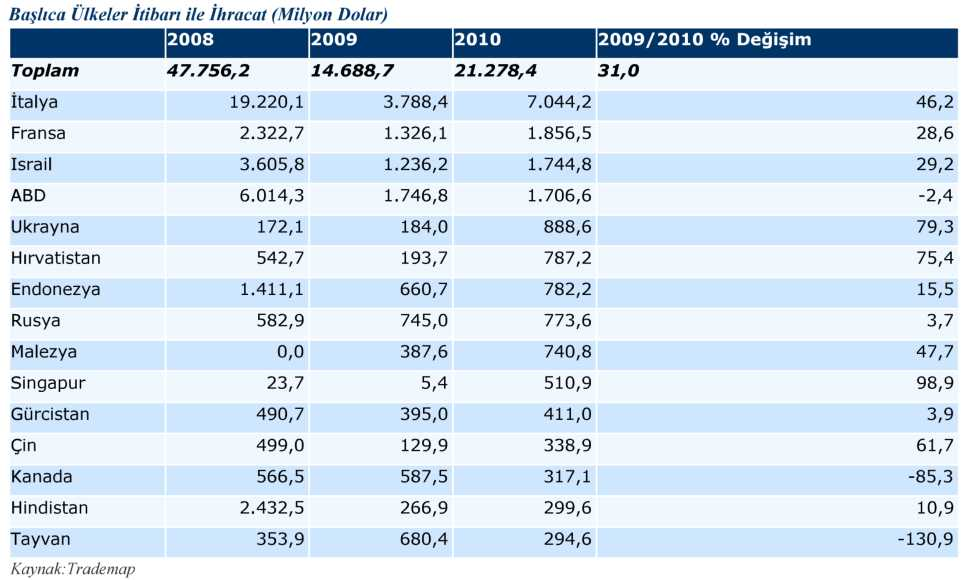 Başlıca Ülkeler İtibarı ile İhracat (Milyon Dolar)
2008 2009 2010 2009/2010 % Değişim
Toplam 47.756,2 14.688,7 21.278,4 31,0
İtalya 19.220,1 3.788,4 7.044,2 46,2
Fransa 2.322,7 1.326,1 1.856,5 28,6
Israil 3.605,8 1.236,2 1.744,8 29,2
ABD 6.014,3 1.746,8 1.706,6 -2,4
Ukrayna 172,1 184,0 888,6 79,3
Hırvatistan 542,7 193,7 787,2 75,4
Endonezya 1.411,1 660,7 782,2 15,5
Rusya 582,9 745,0 773,6 3,7
Malezya 0,0 387,6 740,8 47,7
Singapur 23,7 5,4 510,9 98,9
Gürcistan 490,7 395,0 411,0 3,9
Çin 499,0 129,9 338,9 61,7
Kanada 566,5 587,5 317,1 -85,3
Hindistan 2.432,5 266,9 299,6 10,9
Tayvan 353,9 680,4 294,6 -130,9
Kaynak:Trademap